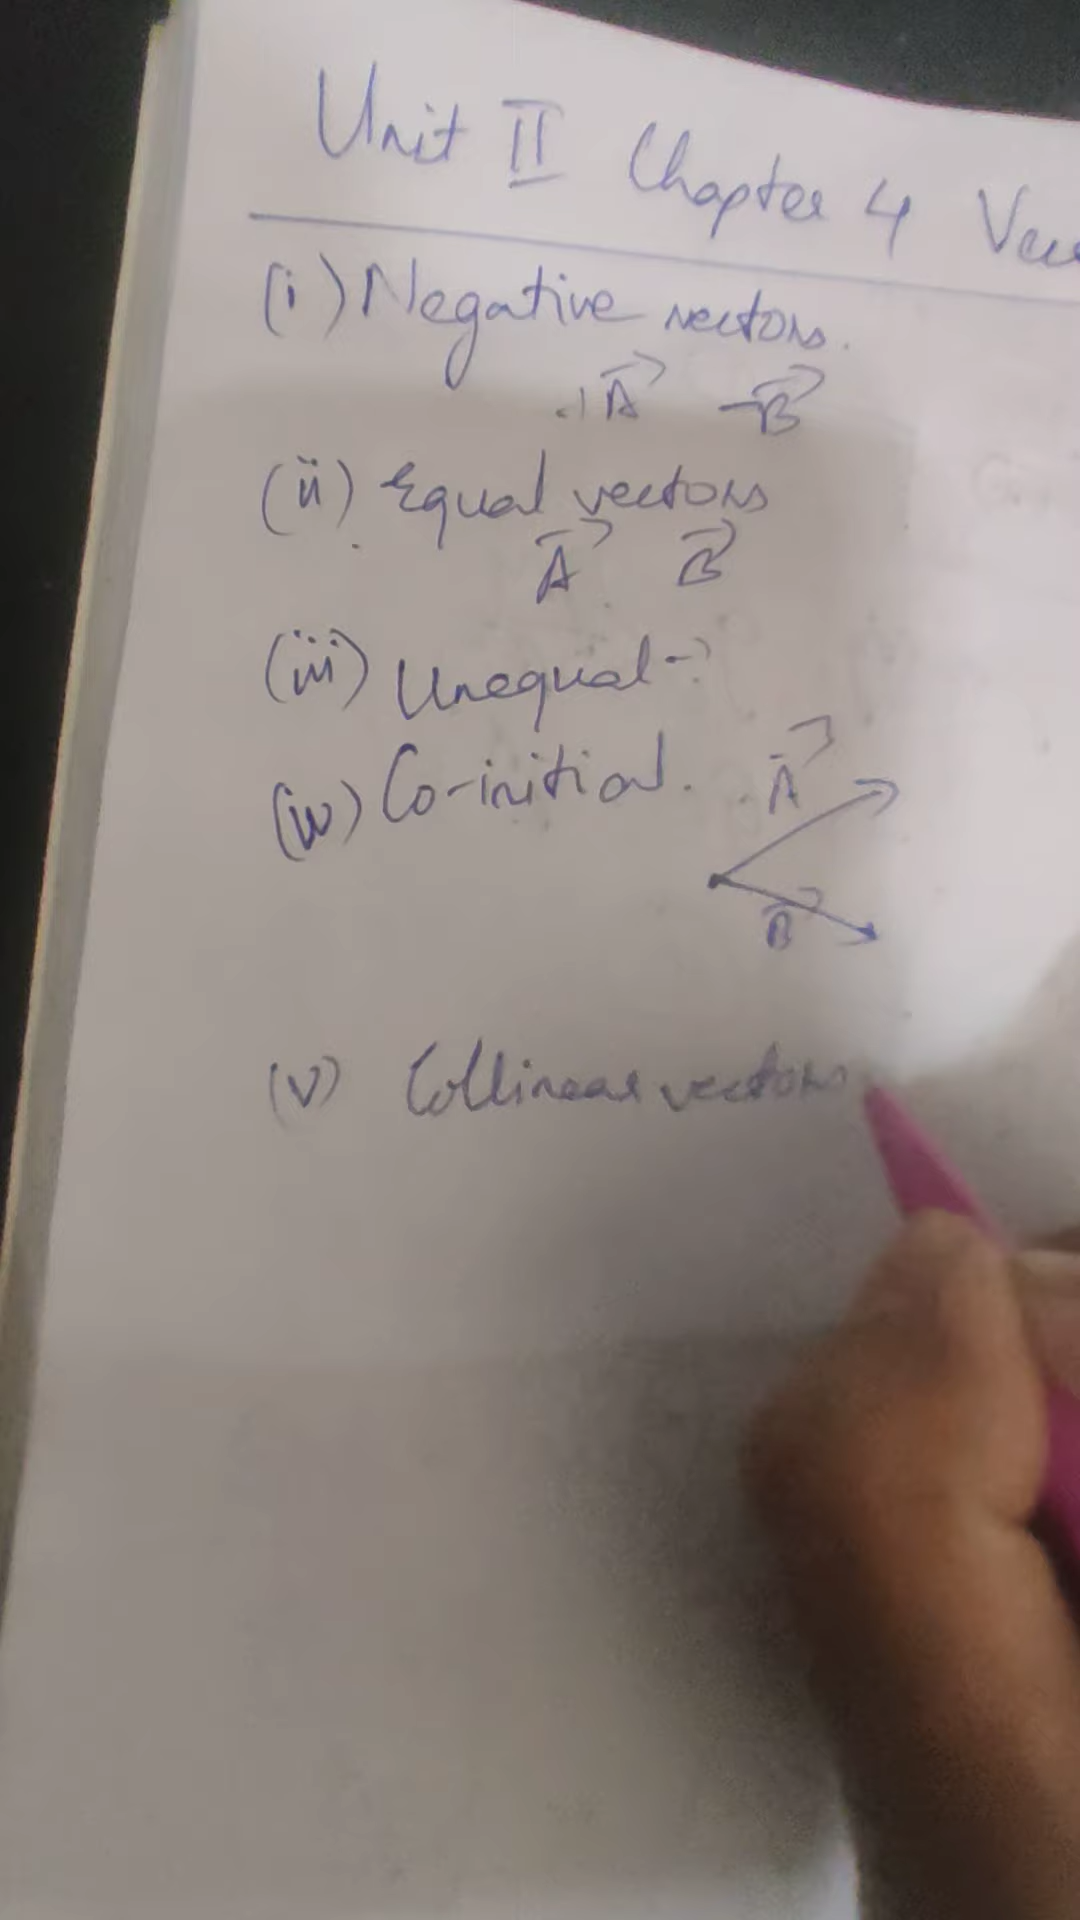 Unit II Chapter 4
(i) Negative vectors.
A -B
(ii) Equal vectors
A B
(iii) Unequal -
(iv) Co-initial. A
B
(v) Collinear vectors